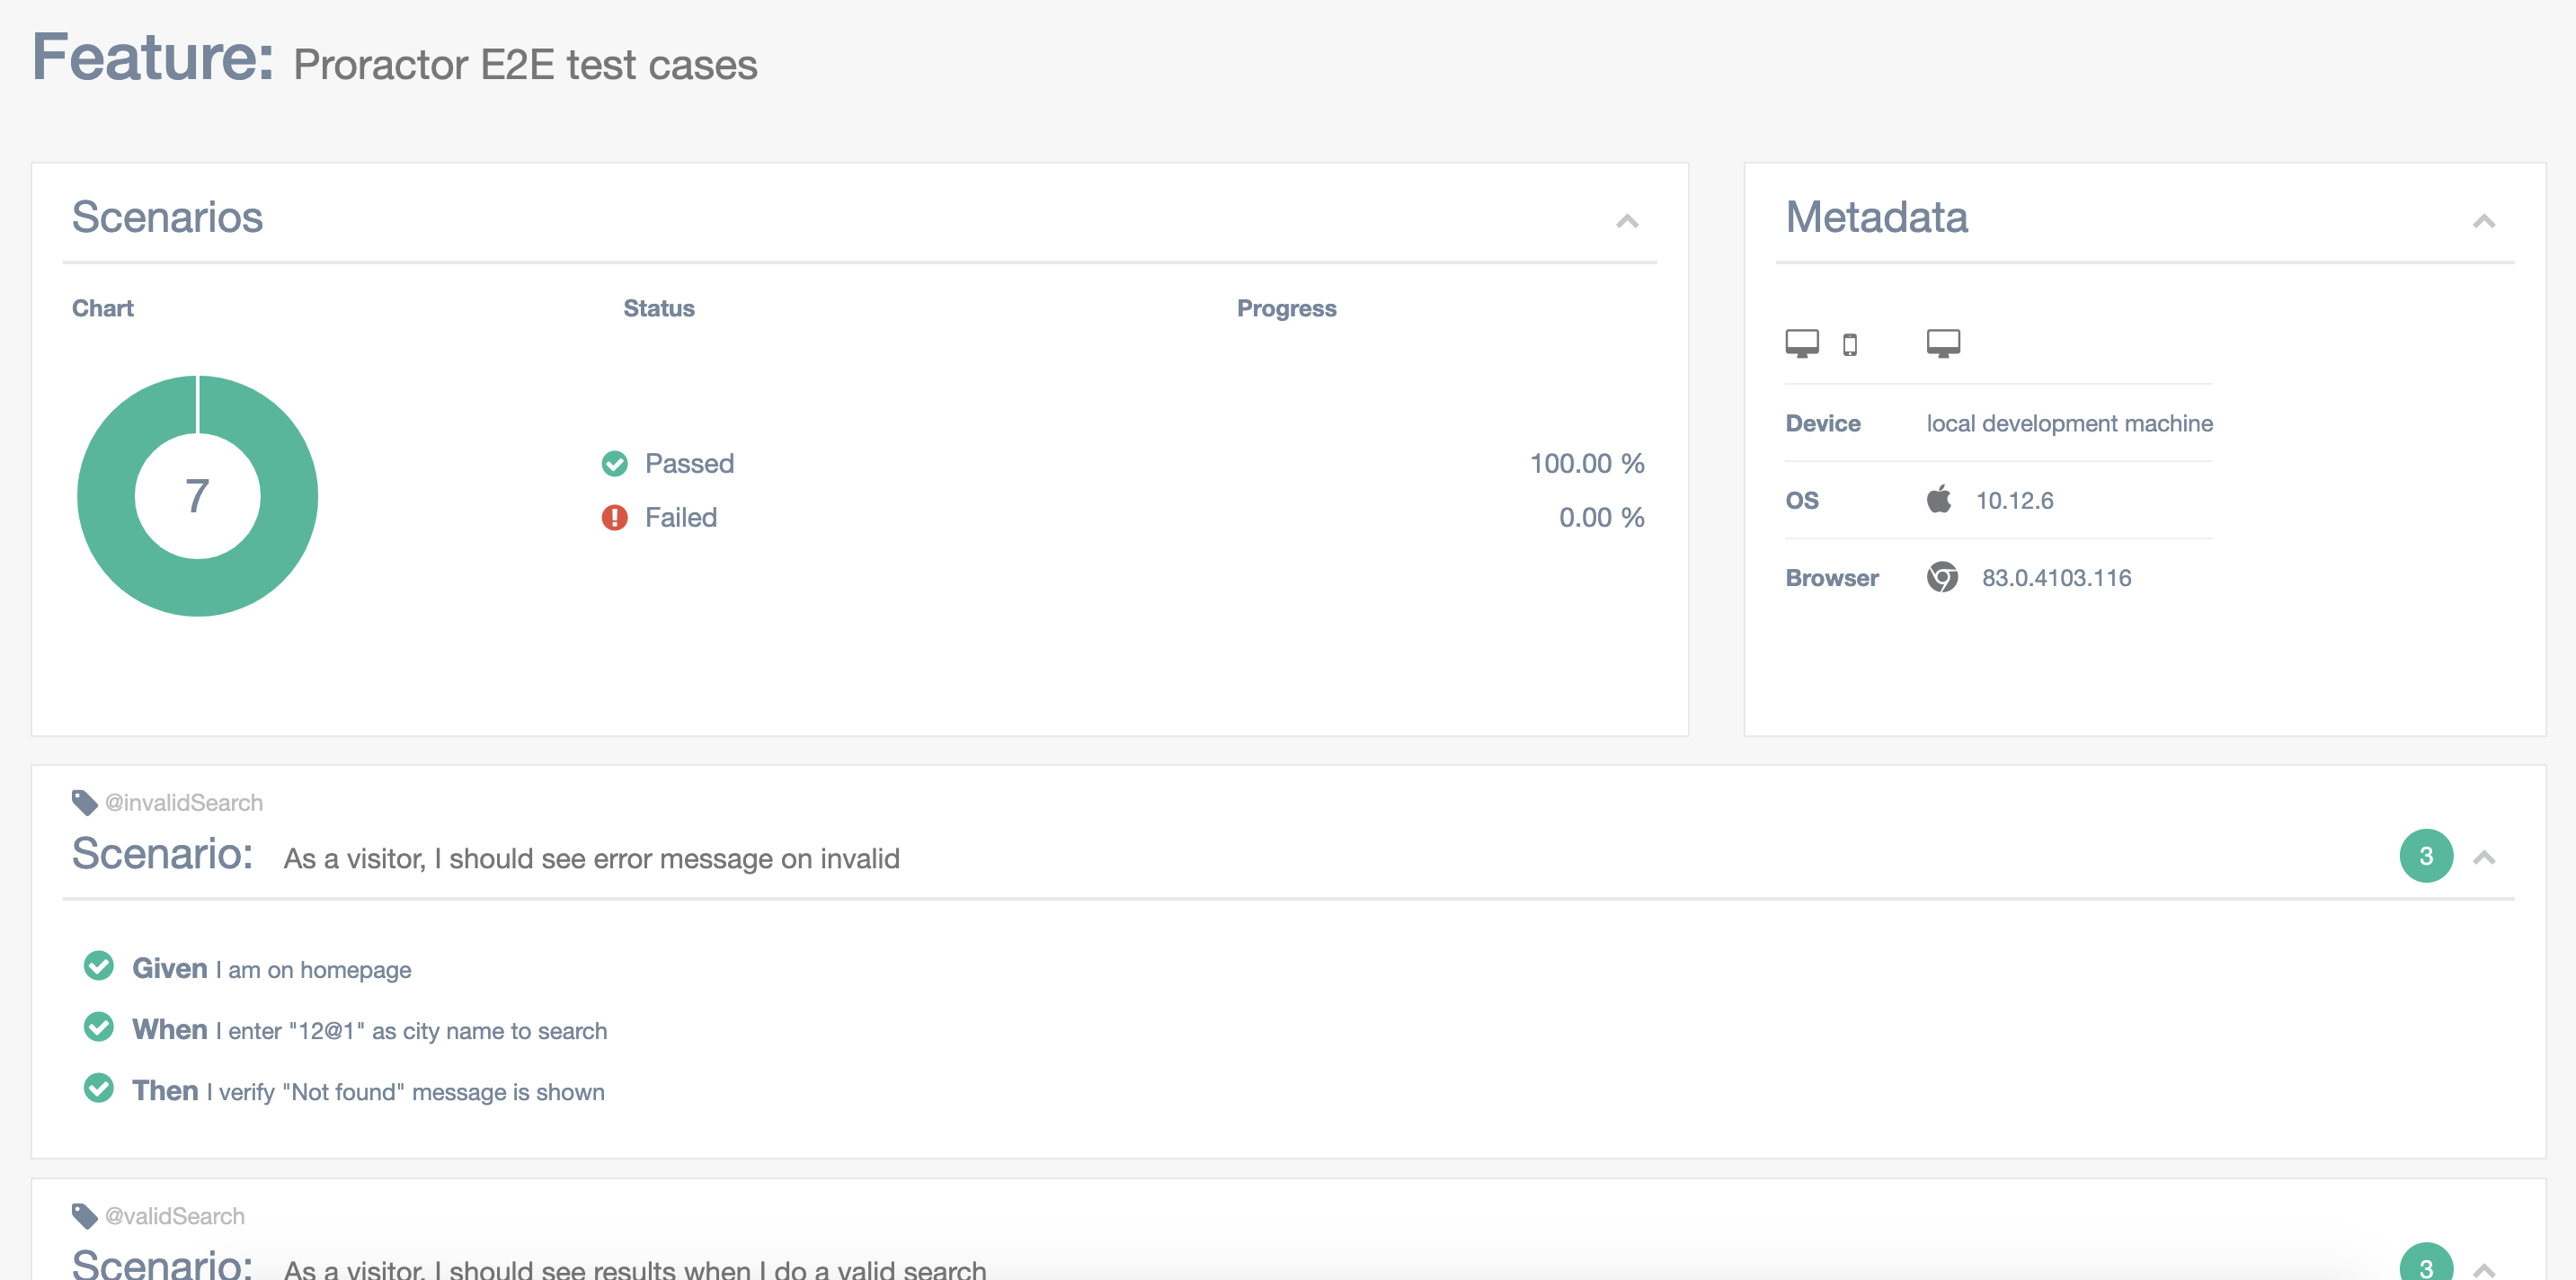 Feature: Proractor E2E test cases
Scenarios
Chart Status Progress
7
Passed 100.00 %
Failed 0.00 %
Metadata
Device local development machine
OS 10.12.6
Browser 83.0.4103.116
@invalidSearch
Scenario: As a visitor, I should see error message on invalid 3
Given I am on homepage
When I enter "12@1" as city name to search
Then I verify "Not found" message is shown
@validSearch
Scenario: As a visitor, I should see results when I do a valid search 3